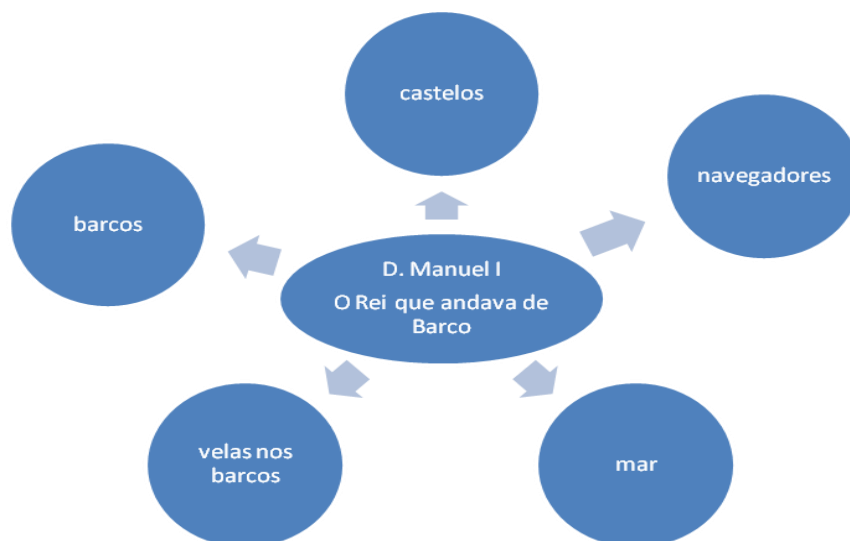 castelos
navegadores
barcos
D. Manuel I
O Rei que andava de
Barco
velas nos
barcos
mar